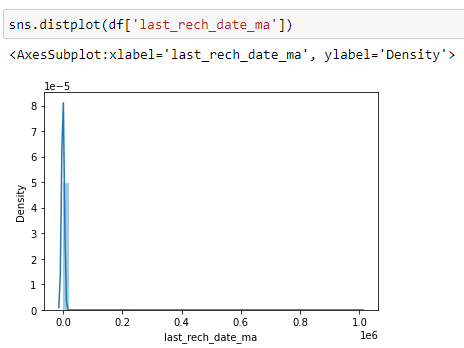 sns.distplot(df['last_rech_date_ma'])
<AxesSubplot:xlabel='last_rech_date_ma', ylabel='Density'>
1e−5
8
7
6
5
4
3
2
1
0
Density
0.0 0.2 0.4 0.6 0.8 1.0
last_rech_date_ma
1e6